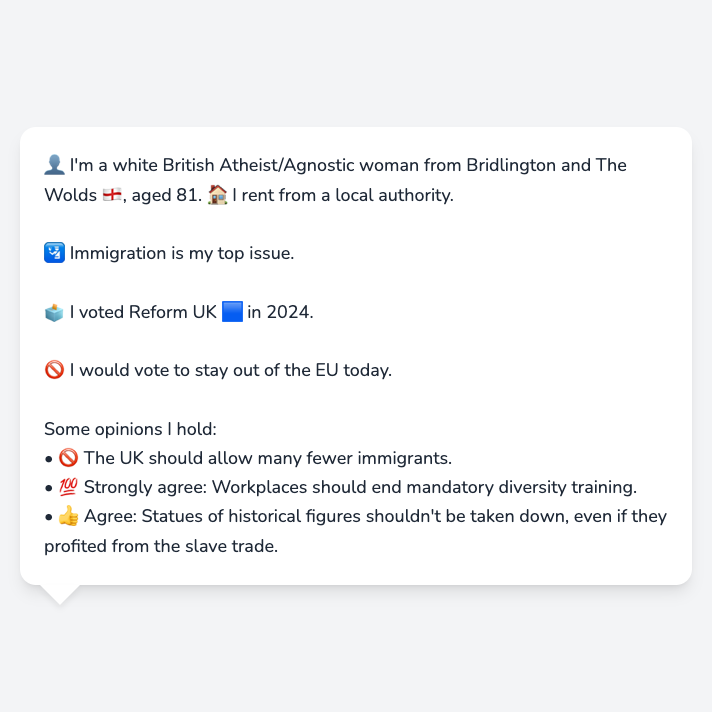 👤 I'm a white British Atheist/Agnostic woman from Bridlington and The
Wolds 🏴󠁧󠁢󠁥󠁮󠁧󠁿, aged 81. 🏠 I rent from a local authority.
🛂 Immigration is my top issue.
🗳️ I voted Reform UK 🟦 in 2024.
🚫 I would vote to stay out of the EU today.
Some opinions I hold:
• 🚫 The UK should allow many fewer immigrants.
• 💯 Strongly agree: Workplaces should end mandatory diversity training.
• 👍 Agree: Statues of historical figures shouldn't be taken down, even if they
profited from the slave trade.